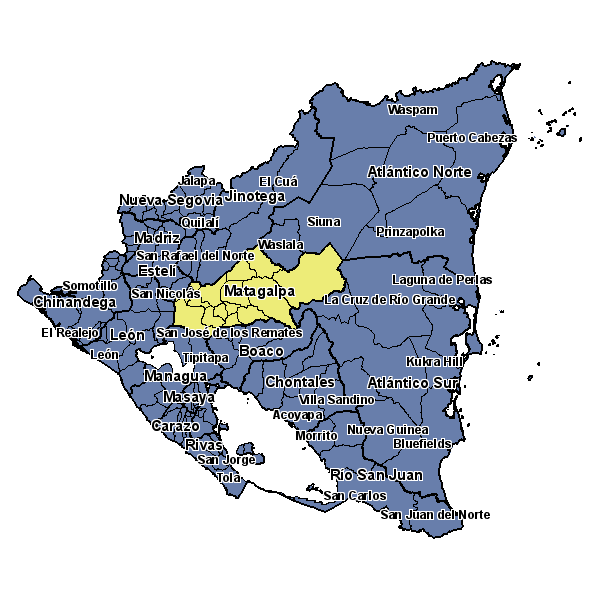 Waspam
Puerto Cabezas
Atlántico Norte
Jalapa
El Cuá
Nueva Segovia
Jinotega
Quilalí
Siuna
Prinzapolka
Madriz
Waslala
San Rafael del Norte
Estelí
Laguna de Perlas
Somotillo
San Nicolás
Matagalpa
Chinandega
La Cruz de Río Grande
El Realejo
León
San José de los Remates
León
Tipitapa
Boaco
Kukra Hill
Managua
Chontales
Atlántico Sur
Masaya
Villa Sandino
Acoyapa
Carazo
Nueva Guinea
Morrito
Bluefields
Rivas
San Jorge
Tola
Río San Juan
San Carlos
San Juan del Norte